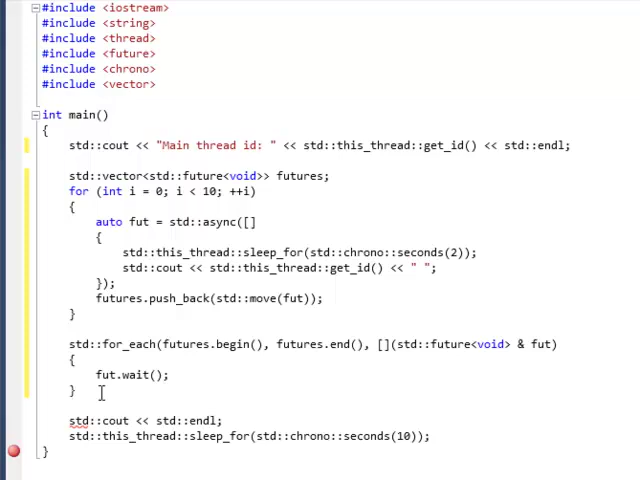 #include <iostream>
#include <string>
#include <thread>
#include <future>
#include <chrono>
#include <vector>
int main()
{
std::cout << "Main thread id: " << std::this_thread::get_id() << std::endl;
std::vector<std::future<void>> futures;
for (int i = 0; i < 10; ++i)
{
auto fut = std::async([]
{
std::this_thread::sleep_for(std::chrono::seconds(2));
std::cout << std::this_thread::get_id() << " ";
});
futures.push_back(std::move(fut));
}
std::for_each(futures.begin(), futures.end(), [](std::future<void> & fut)
{
fut.wait();
}
std::cout << std::endl;
std::this_thread::sleep_for(std::chrono::seconds(10));
}